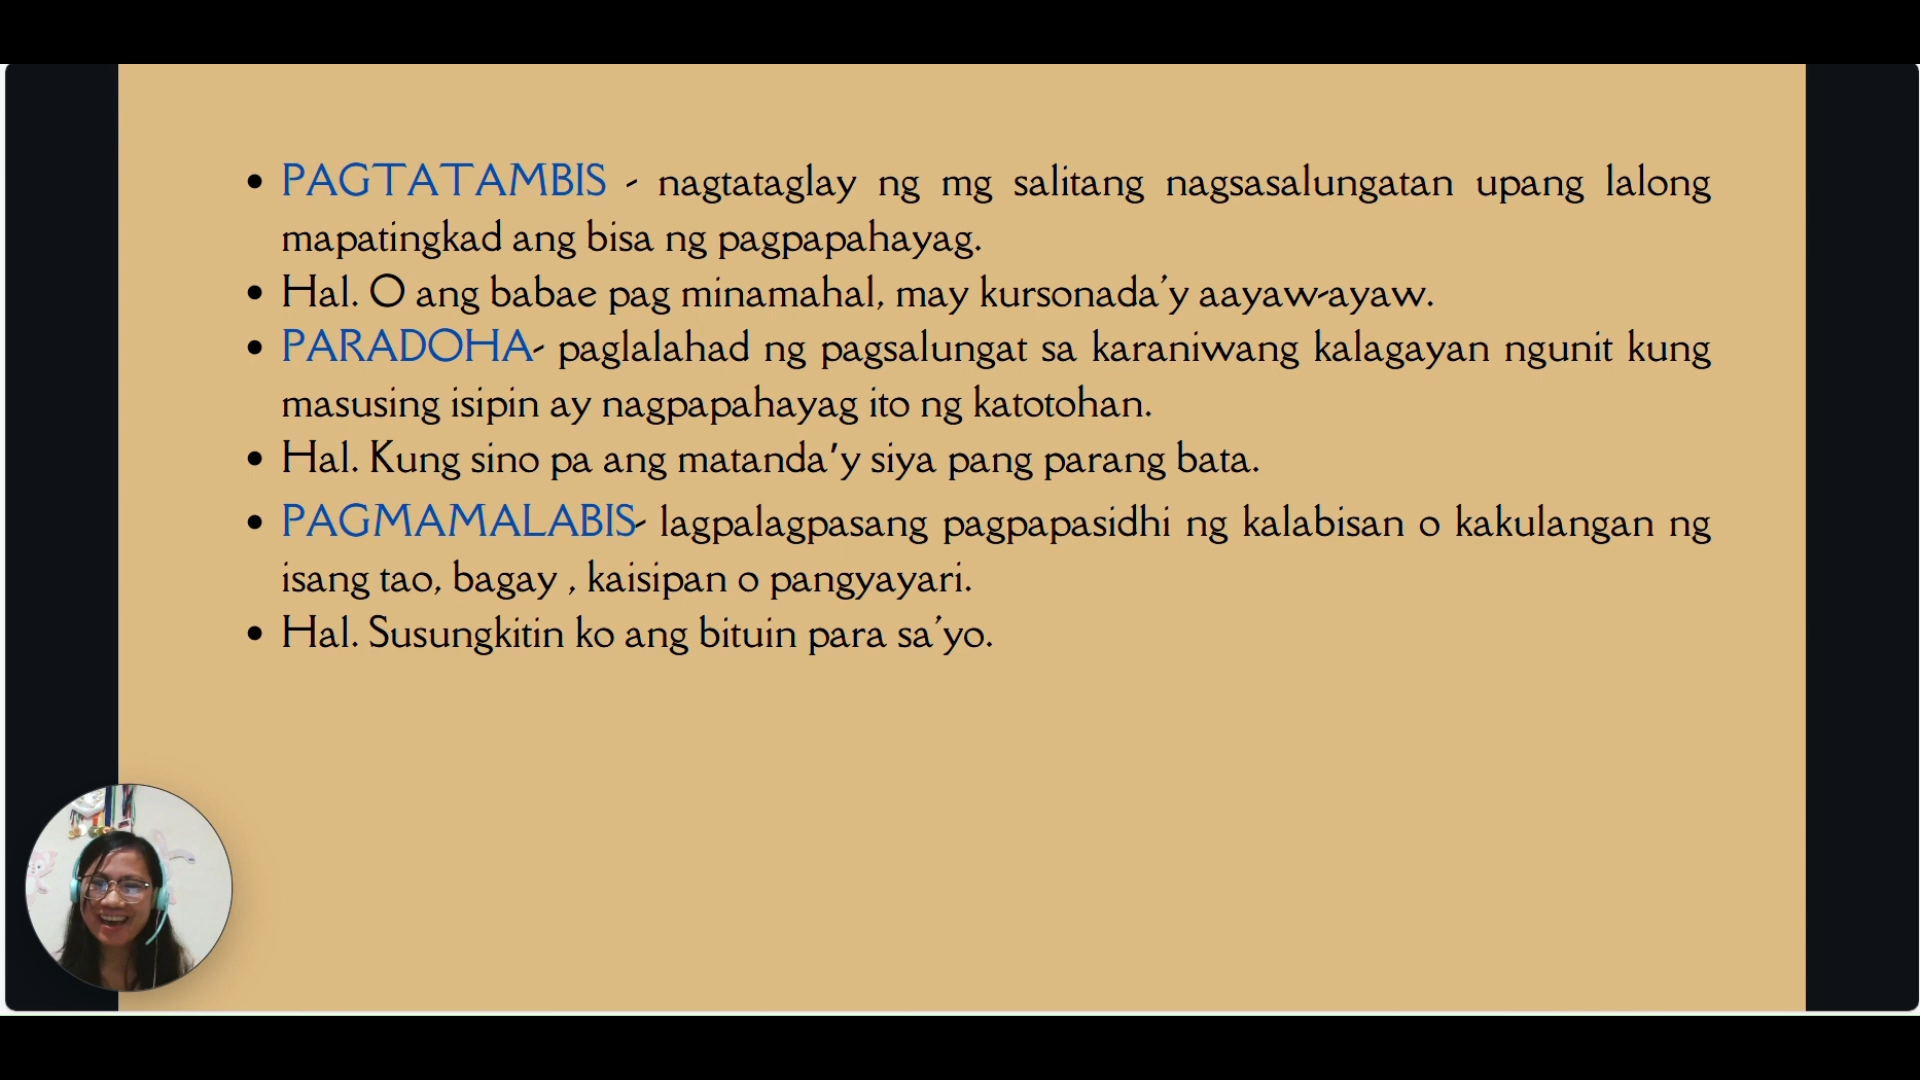 • PAGTATAMBIS - nagtataglay ng mg salitang nagsasalungatan upang lalong
mapatingkad ang bisa ng pagpapahayag.
• Hal. O ang babae pag minamahal, may kursonada’y aayaw-ayaw.
• PARADOHA- paglalahad ng pagsalungat sa karaniwang kalagayan ngunit kung
masusing isipin ay nagpapahayag ito ng katotohan.
• Hal. Kung sino pa ang matanda'y siya pang parang bata.
• PAGMAMALABIS- lagpalagpasang pagpapasidhi ng kalabisan o kakulangan ng
isang tao, bagay , kaisipan o pangyayari.
• Hal. Susungkitin ko ang bituin para sa’yo.